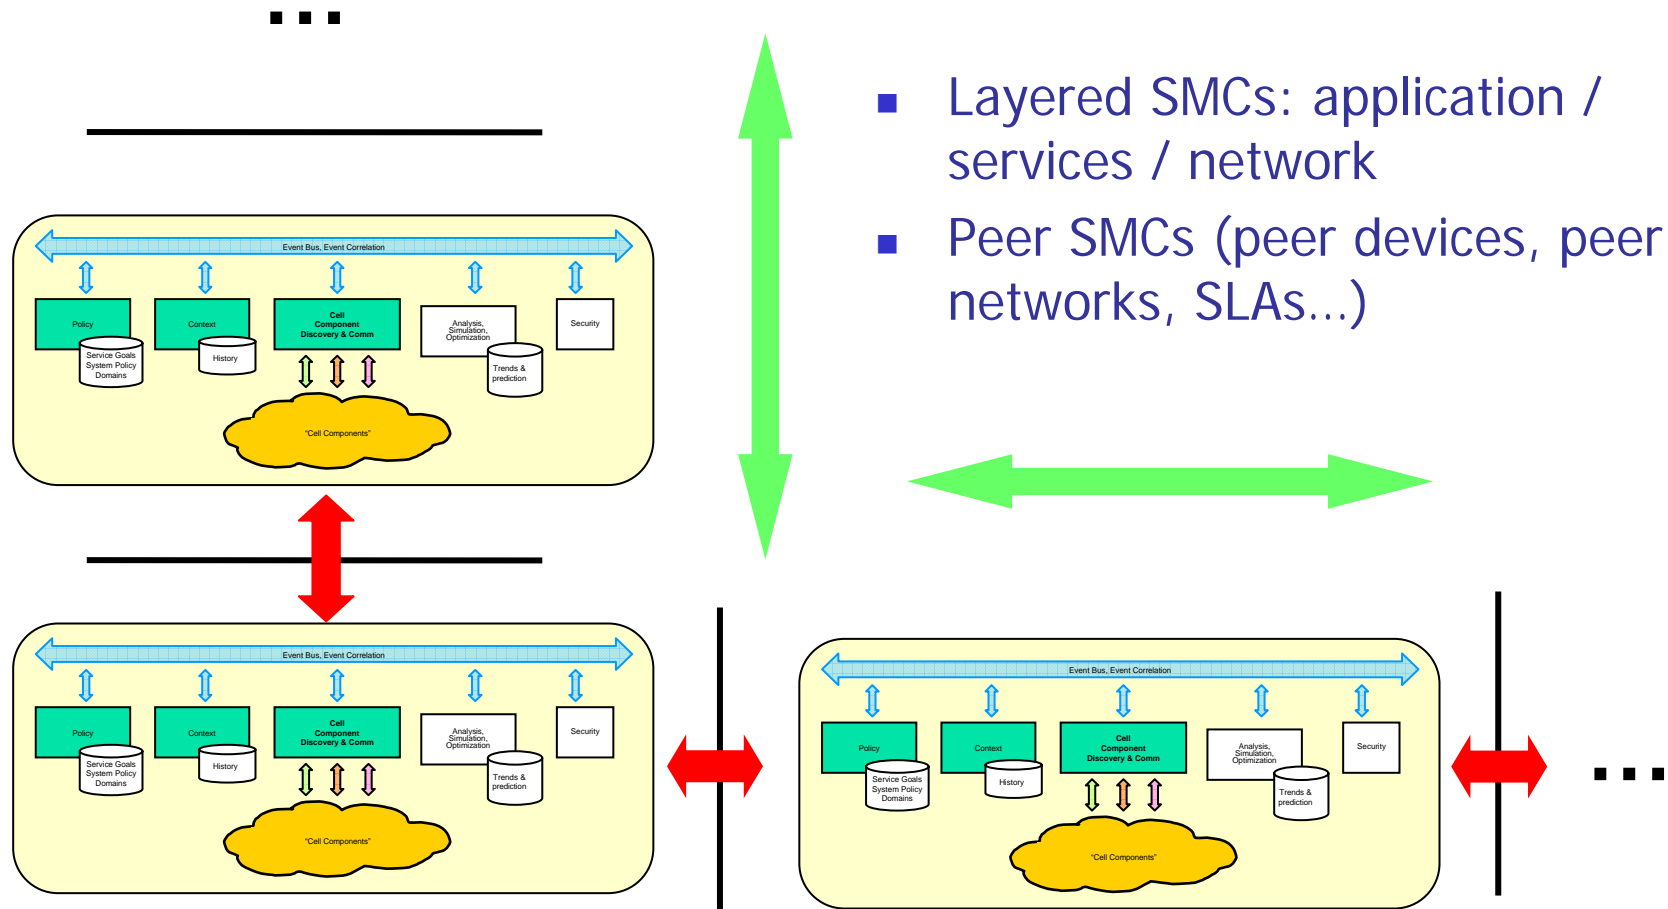 ...
Layered SMCs: application /
services / network
Peer SMCs (peer devices, peer
networks, SLAs...)
Event Bus, Event Correlation
Policy
Service Goals
System Policy
Domains
Context
History
Cell
Component
Discovery & Comm
Analysis,
Simulation,
Optimization
Trends &
prediction
Security
"Cell Components"
Event Bus, Event Correlation
Policy
Service Goals
System Policy
Domains
Context
History
Cell
Component
Discovery & Comm
Analysis,
Simulation,
Optimization
Trends &
prediction
Security
"Cell Components"
Event Bus, Event Correlation
Policy
Service Goals
System Policy
Domains
Context
History
Cell
Component
Discovery & Comm
Analysis,
Simulation,
Optimization
Trends &
prediction
Security
"Cell Components"
...